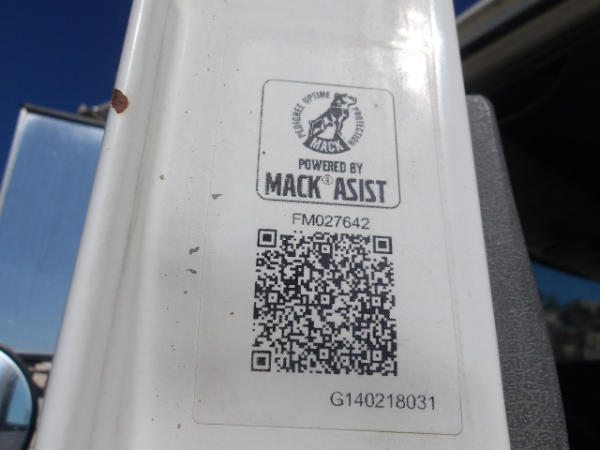 PEDIGREE UPTIME PROTECTION
MACK
POWERED BY
MACK ASIST
FM027642
G140218031